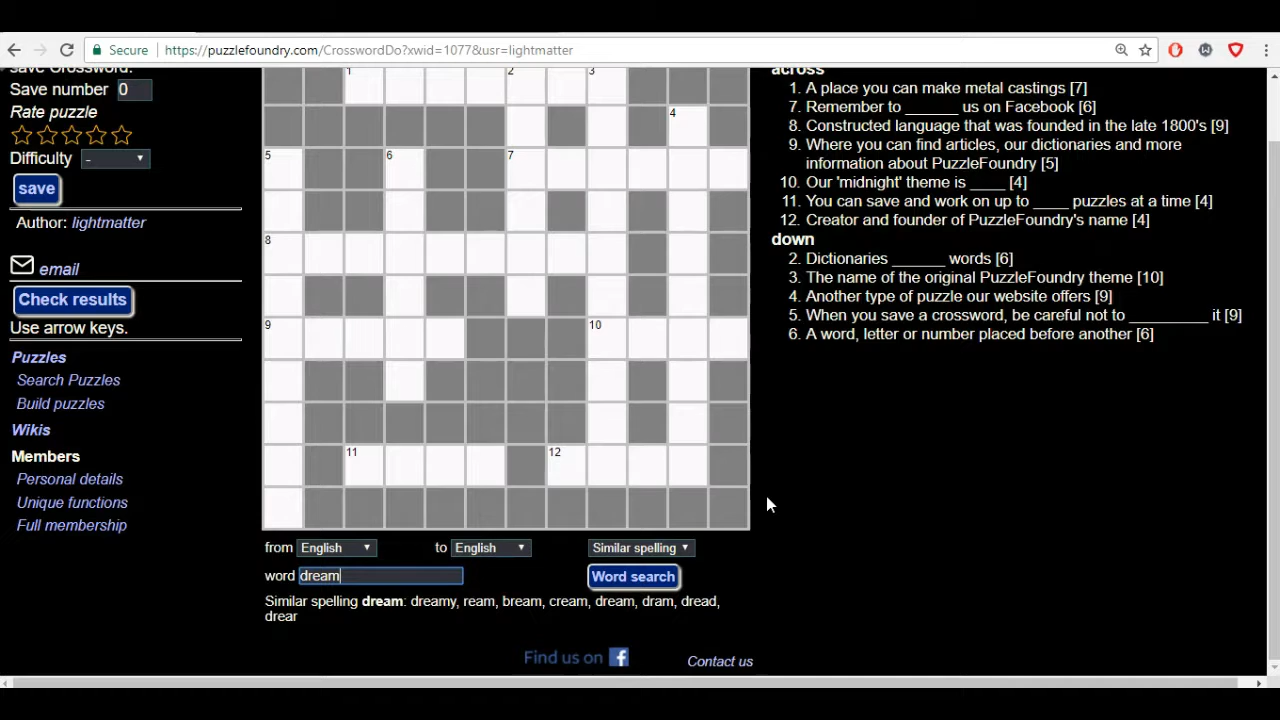 Secure https://puzzlefoundry.com/CrosswordDo?xwid=1077&usr=lightmatter
save Crossword:
Save number 0
Rate puzzle
Difficulty -
save
Author: lightmatter
email
Check results
Use arrow keys.
Puzzles
Search Puzzles
Build puzzles
Wikis
Members
Personal details
Unique functions
Full membership
1 2 3
4
5 6 7
8
9 10
11 12
from English to English Similar spelling
word dream Word search
Similar spelling dream: dreamy, ream, bream, cream, dream, dram, dread,
drear
Find us on f
Contact us
across
1. A place you can make metal castings [7]
7. Remember to ______ us on Facebook [6]
8. Constructed language that was founded in the late 1800's [9]
9. Where you can find articles, our dictionaries and more
information about PuzzleFoundry [5]
10. Our 'midnight' theme is ____ [4]
11. You can save and work on up to ____ puzzles at a time [4]
12. Creator and founder of PuzzleFoundry's name [4]
down
2. Dictionaries ______ words [6]
3. The name of the original PuzzleFoundry theme [10]
4. Another type of puzzle our website offers [9]
5. When you save a crossword, be careful not to _________ it [9]
6. A word, letter or number placed before another [6]